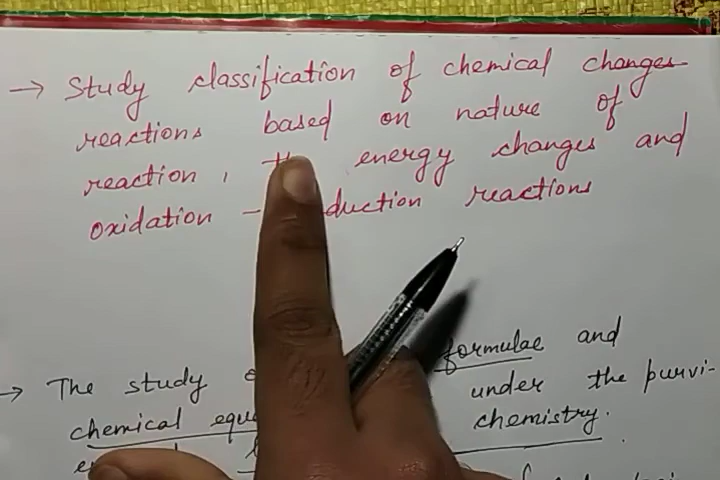 → Study classification of chemical changes
reactions based on nature of
reaction, energy changes and
oxidation - duction reactions
→ The study formulae and
chemical equ under the purvi-
chemistry.